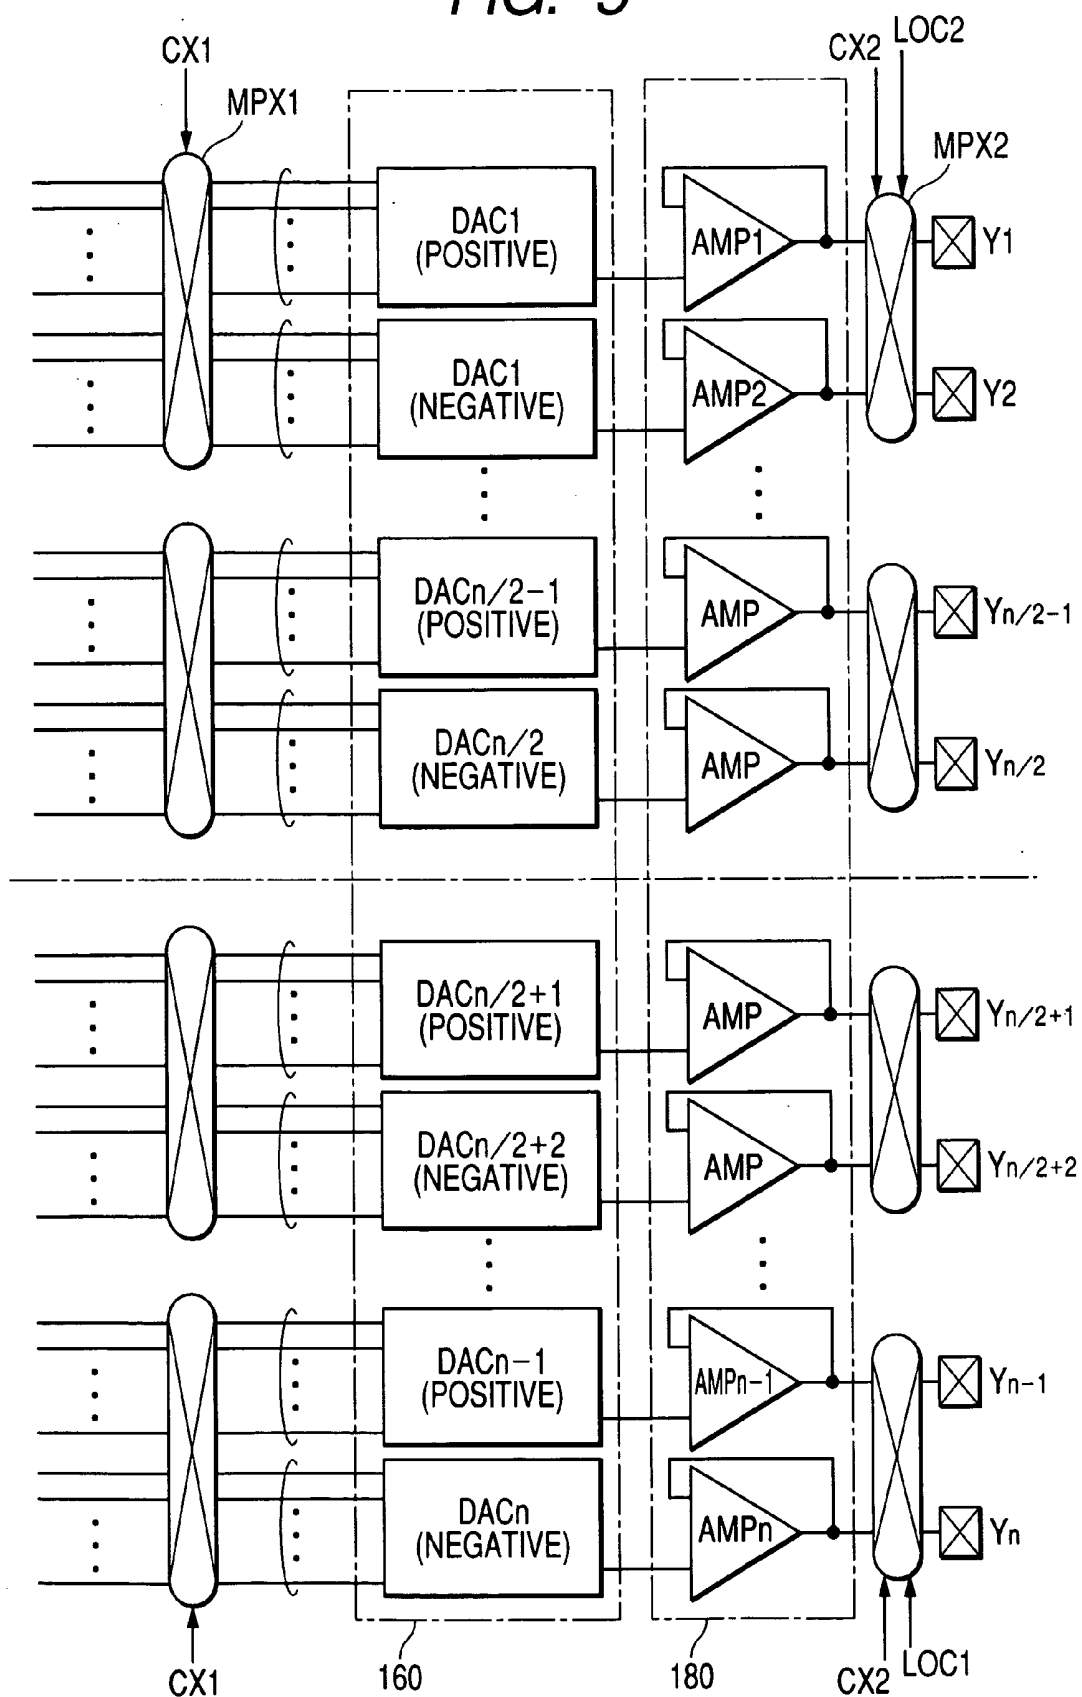 CX1
MPX1
CX2
LOC2
MPX2
DAC1
(POSITIVE)
AMP1
Y1
DAC1
(NEGATIVE)
AMP2
Y2
DACn/2-1
(POSITIVE)
AMP
Yn/2-1
DACn/2
(NEGATIVE)
AMP
Yn/2
DACn/2+1
(POSITIVE)
AMP
Yn/2+1
DACn/2+2
(NEGATIVE)
AMP
Yn/2+2
DACn-1
(POSITIVE)
AMPn-1
Yn-1
DACn
(NEGATIVE)
AMPn
Yn
CX1
160
180
CX2
LOC1